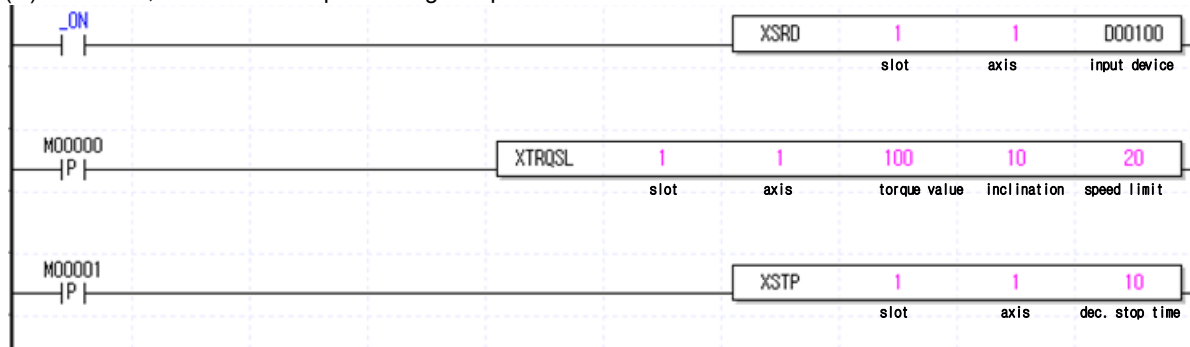 _ON
XSRD 1 1 D00100
slot axis input device
M00000
P
XTRQSL 1 1 100 10 20
slot axis torque value inclination speed limit
M00001
P
XSTP 1 1 10
slot axis dec. stop time